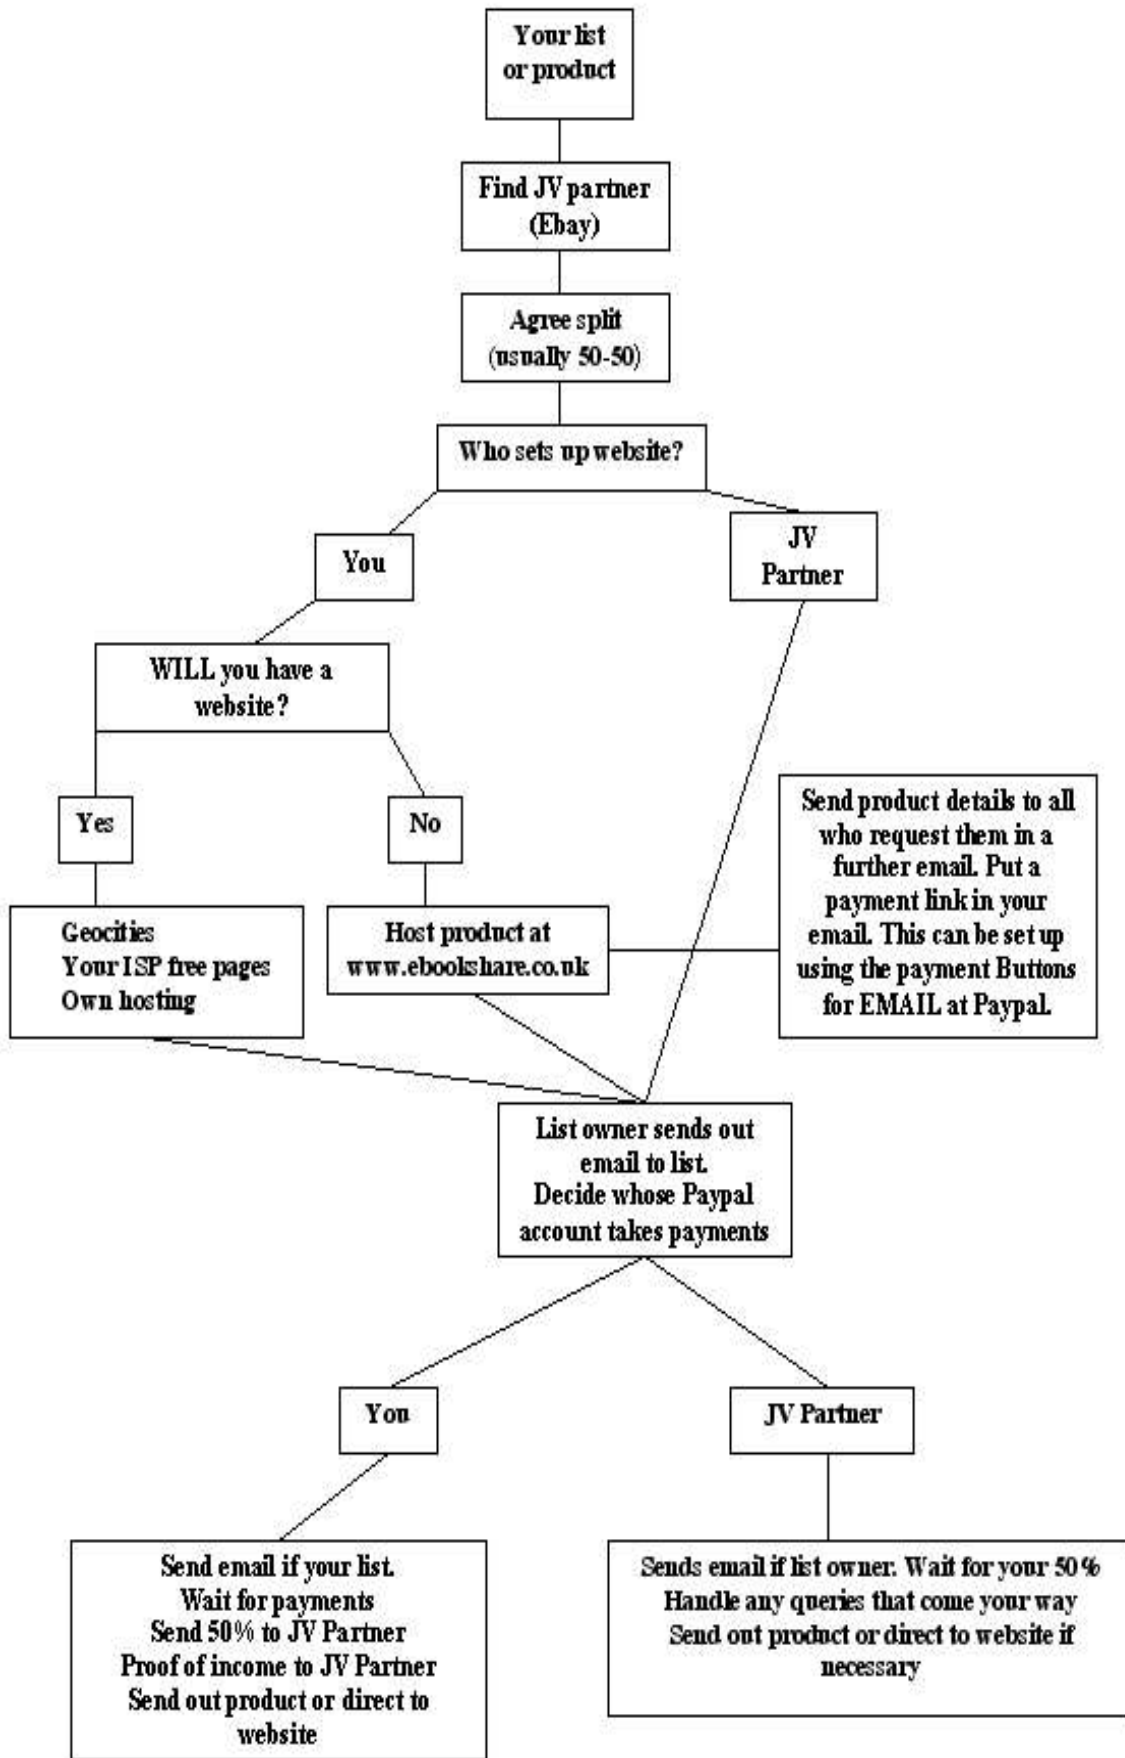 Your list
or product
Find JV partner
(Ebay)
Agree split
(usually 50-50)
Who sets up website?
You
JV
Partner
WILL you have a
website?
Yes
No
Send product details to all
who request them in a
further email. Put a
payment link in your
email. This can be set up
using the payment Buttons
for EMAIL at Paypal.
Geocities
Your ISP free pages
Own hosting
Host product at
www.ebookshare.co.uk
List owner sends out
email to list.
Decide whose Paypal
account takes payments
You
JV Partner
Send email if your list.
Wait for payments
Send 50% to JV Partner
Proof of income to JV Partner
Send out product or direct to
website
Sends email if list owner. Wait for your 50%
Handle any queries that come your way
Send out product or direct to website if
necessary